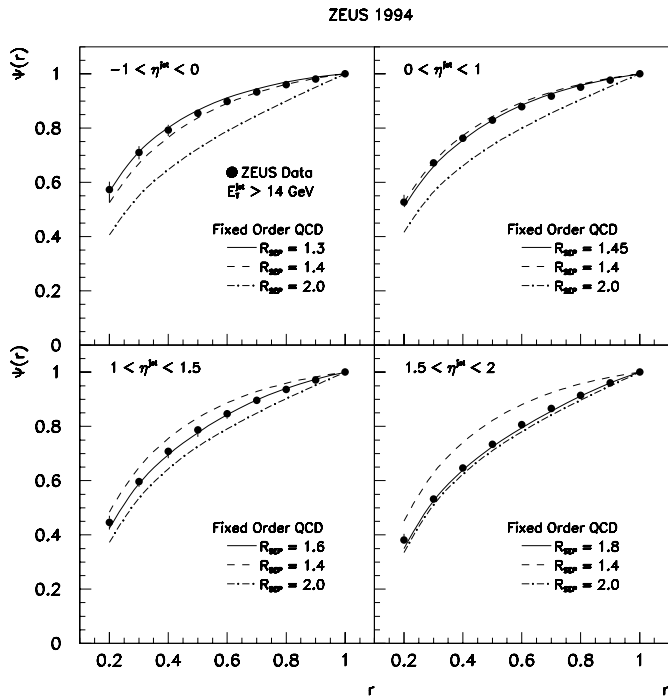 ZEUS 1994
Ψ(r)
-1 < η^jet < 0
ZEUS Data
E_T^jet > 14 GeV
Fixed Order QCD
R_SEP = 1.3
R_SEP = 1.4
R_SEP = 2.0
0
0.2
0.4
0.6
0.8
1
0 < η^jet < 1
Fixed Order QCD
R_SEP = 1.45
R_SEP = 1.4
R_SEP = 2.0
Ψ(r)
1 < η^jet < 1.5
Fixed Order QCD
R_SEP = 1.6
R_SEP = 1.4
R_SEP = 2.0
0
0.2
0.4
0.6
0.8
1
0.2 0.4 0.6 0.8 1
r
1.5 < η^jet < 2
Fixed Order QCD
R_SEP = 1.8
R_SEP = 1.4
R_SEP = 2.0
0.2 0.4 0.6 0.8 1
r